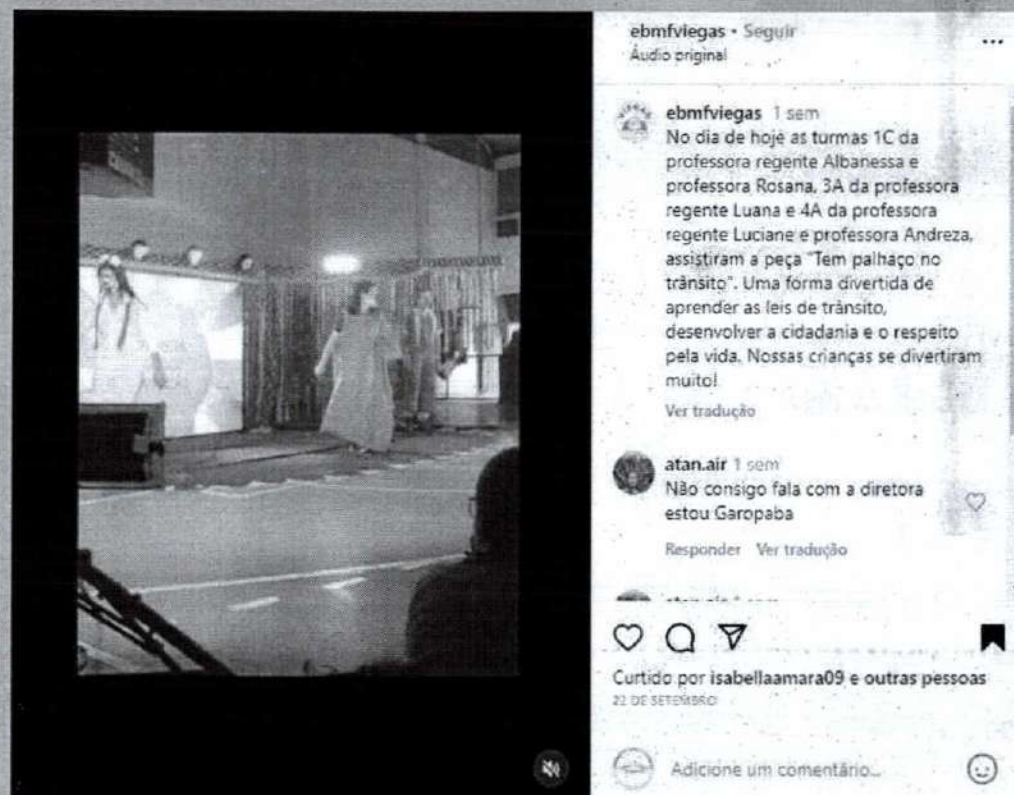 ebmfviegas • Seguir
Áudio original
ebmfviegas 1 sem
No dia de hoje as turmas 1C da
professora regente Albanessa e
professora Rosana, 3A da professora
regente Luana e 4A da professora
regente Luciane e professora Andreza,
assistiram a peça "Tem palhaço no
trânsito". Uma forma divertida de
aprender as leis de trânsito,
desenvolver a cidadania e o respeito
pela vida. Nossas crianças se divertiram
muito!
Ver tradução
atan.air 1 sem
Não consigo fala com a diretora
estou Garopaba
Responder Ver tradução
Curtido por isabellaamara09 e outras pessoas
22 DE SETEMBRO
Adicione um comentário...